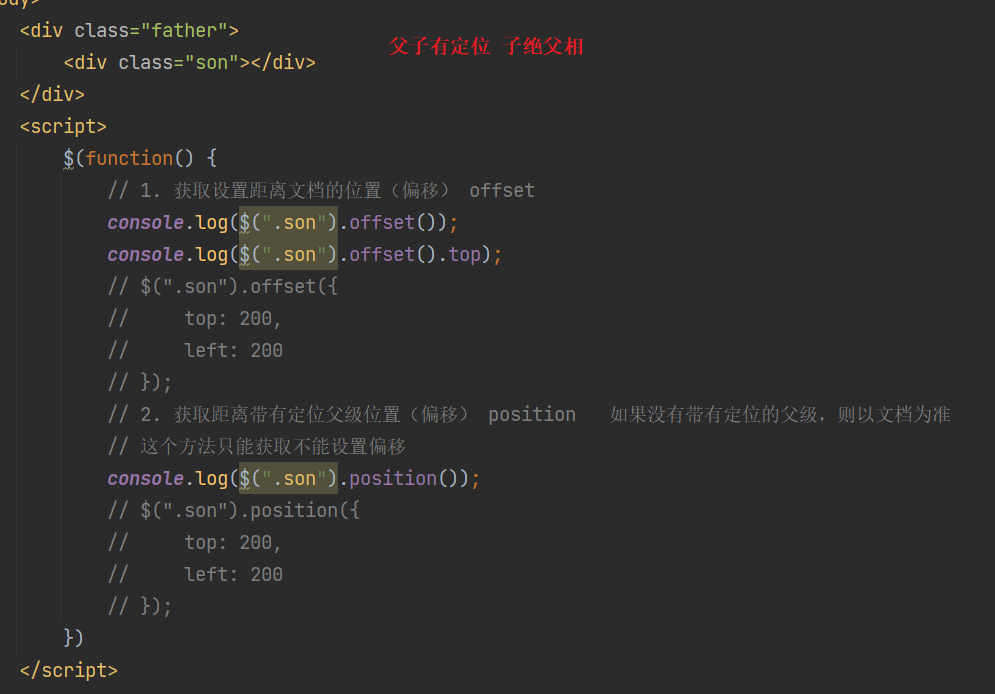 ody>
<div class="father">
父子有定位 子绝父相
<div class="son"></div>
</div>
<script>
$(function() {
// 1. 获取设置距离文档的位置（偏移） offset
console.log($(".son").offset());
console.log($(".son").offset().top);
// $(".son").offset({
//     top: 200,
//     left: 200
// });
// 2. 获取距离带有定位父级位置（偏移） position   如果没有带有定位的父级，则以文档为准
// 这个方法只能获取不能设置偏移
console.log($(".son").position());
// $(".son").position({
//     top: 200,
//     left: 200
// });
})
</script>